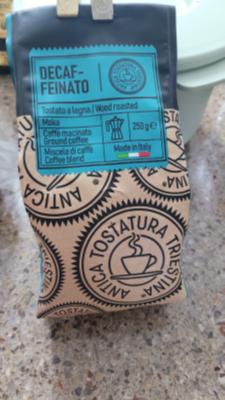 DECAF-
FEINATO
Tostato a legna / Wood roasted
Moka
Caffè macinato
Ground coffee
250 g e
Miscela di caffè
Coffee blend
Made in Italy
ANTICA TOSTATURA TRIESTINA